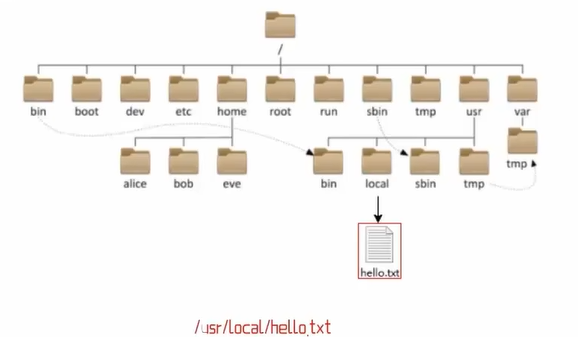 /
bin boot dev etc home root run sbin tmp usr var
alice bob eve bin local sbin tmp tmp
hello.txt
/usr/local/hello.txt